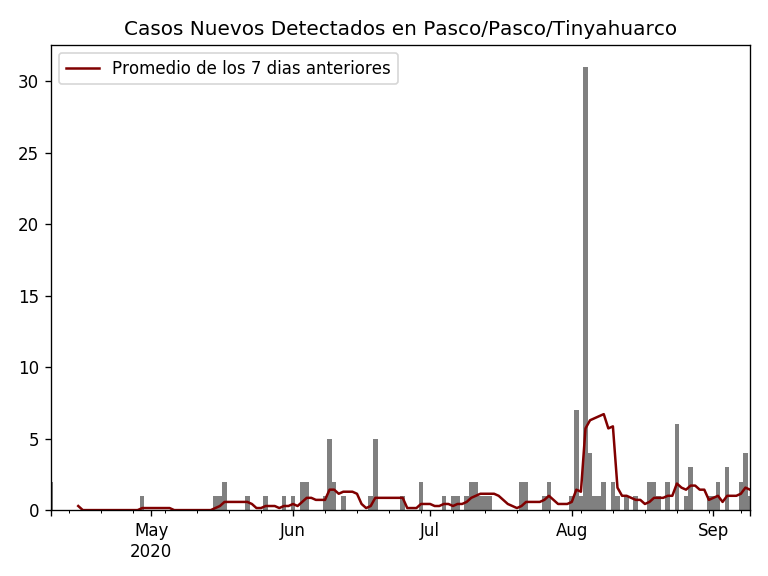 Casos Nuevos Detectados en Pasco/Pasco/Tinyahuarco
Promedio de los 7 dias anteriores
30
25
20
15
10
5
0
May
2020
Jun
Jul
Aug
Sep